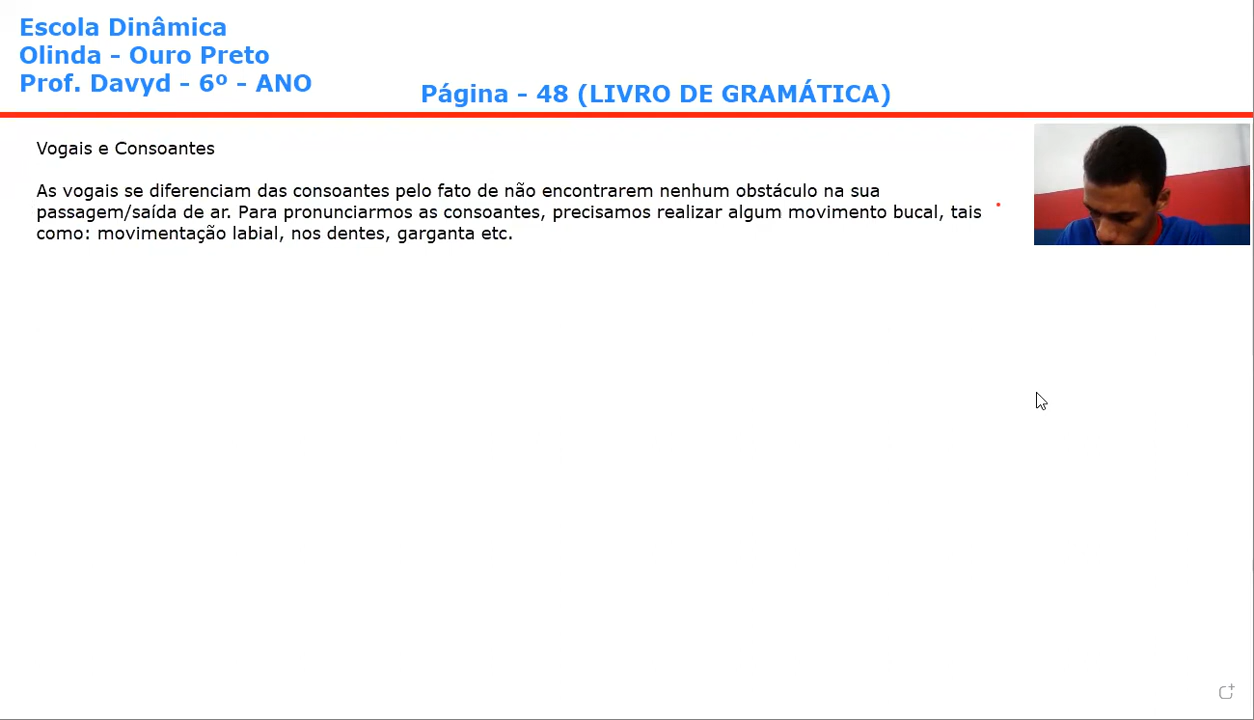 Escola Dinâmica
Olinda - Ouro Preto
Prof. Davyd - 6º - ANO
Página - 48 (LIVRO DE GRAMÁTICA)
Vogais e Consoantes
As vogais se diferenciam das consoantes pelo fato de não encontrarem nenhum obstáculo na sua
passagem/saída de ar. Para pronunciarmos as consoantes, precisamos realizar algum movimento bucal, tais
como: movimentação labial, nos dentes, garganta etc.